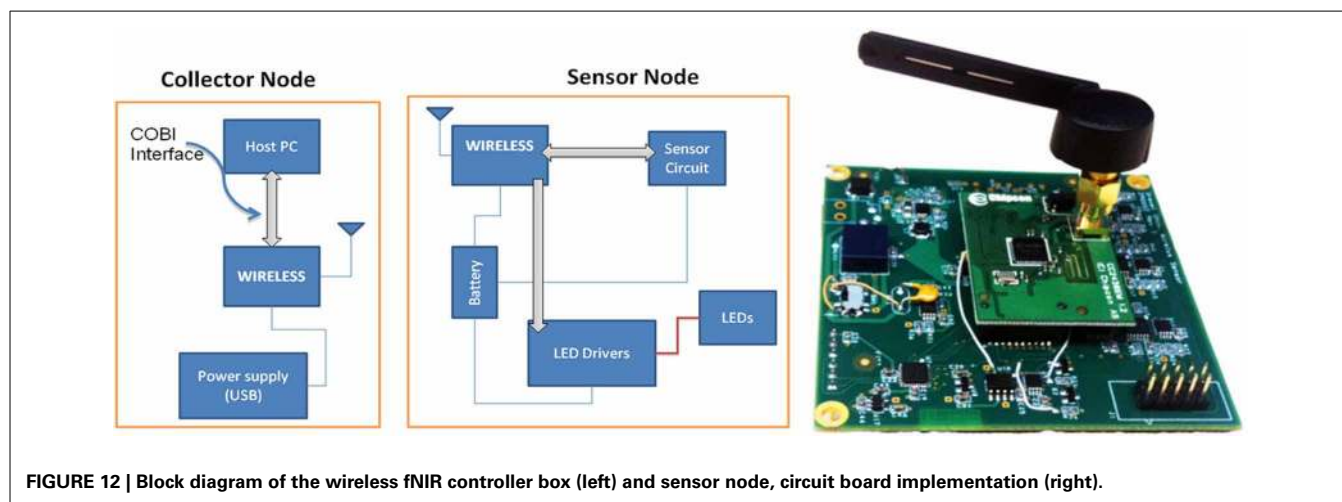 Collector Node
COBI
Interface
Host PC
WIRELESS
Power supply
(USB)
Sensor Node
WIRELESS
Sensor
Circuit
Battery
LED Drivers
LEDs
Chipcon
FIGURE 12 | Block diagram of the wireless fNIR controller box (left) and sensor node, circuit board implementation (right).